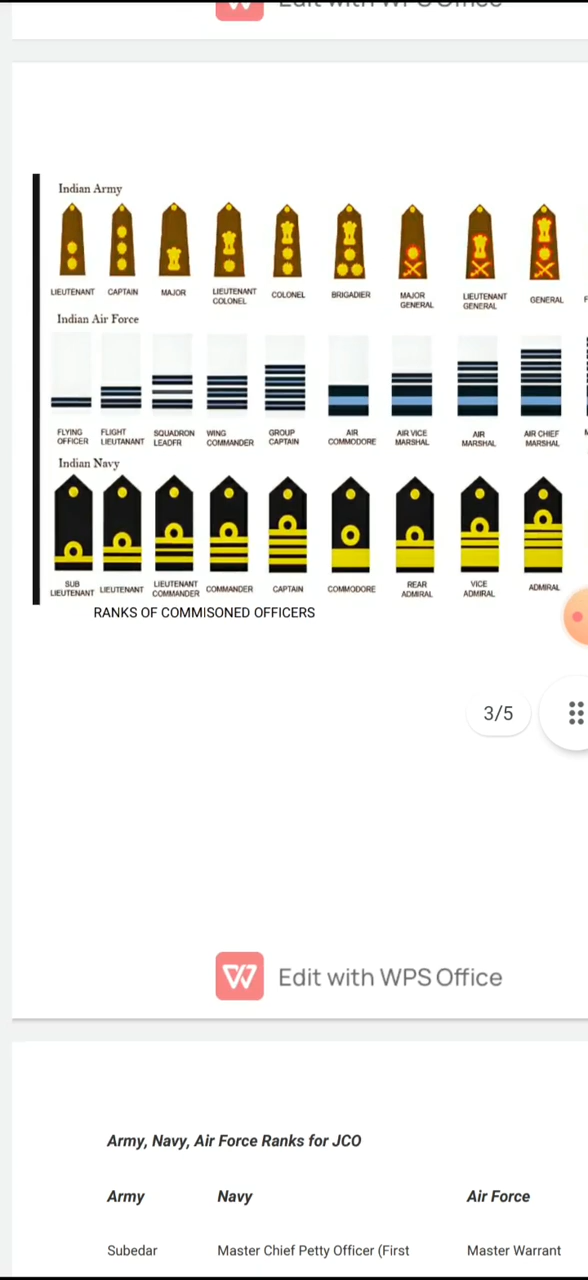 Edit with WPS Office
Indian Army
LIEUTENANT CAPTAIN MAJOR LIEUTENANT COLONEL COLONEL BRIGADIER MAJOR GENERAL LIEUTENANT GENERAL GENERAL F
Indian Air Force
FLYING OFFICER FLIGHT LIEUTANANT SQUADRON LEADFR WING COMMANDER GROUP CAPTAIN AIR COMMODORE AIR VICE MARSHAL AIR MARSHAL AIR CHIEF MARSHAL M
Indian Navy
SUB LIEUTENANT LIEUTENANT LIEUTENANT COMMANDER COMMANDER CAPTAIN COMMODORE REAR ADMIRAL VICE ADMIRAL ADMIRAL
RANKS OF COMMISONED OFFICERS
3/5
Edit with WPS Office
Army, Navy, Air Force Ranks for JCO
Army Navy Air Force
Subedar Master Chief Petty Officer (First Master Warrant